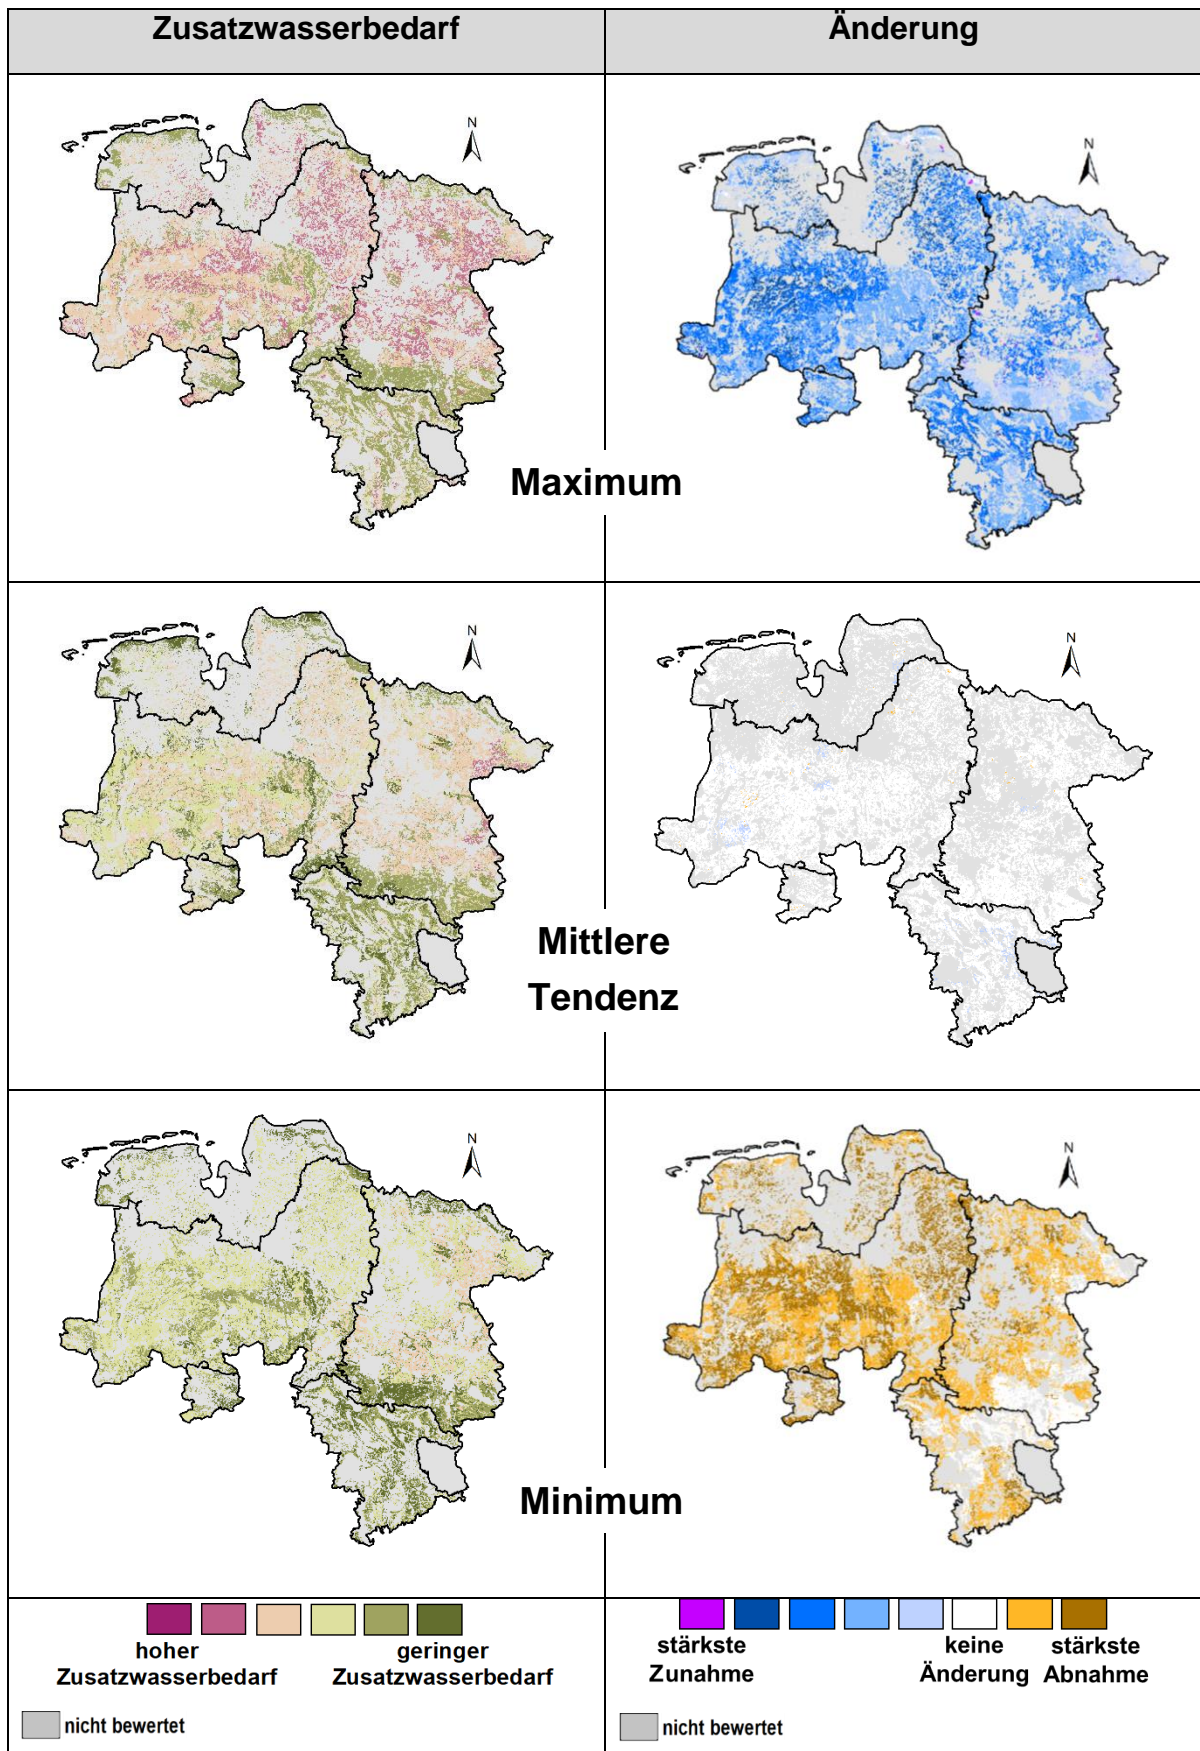 Zusatzwasserbedarf
Änderung
N
N
Maximum
N
N
Mittlere
Tendenz
N
N
Minimum
hoher
Zusatzwasserbedarf
geringer
Zusatzwasserbedarf
nicht bewertet
stärkste
Zunahme
keine
Änderung
stärkste
Abnahme
nicht bewertet